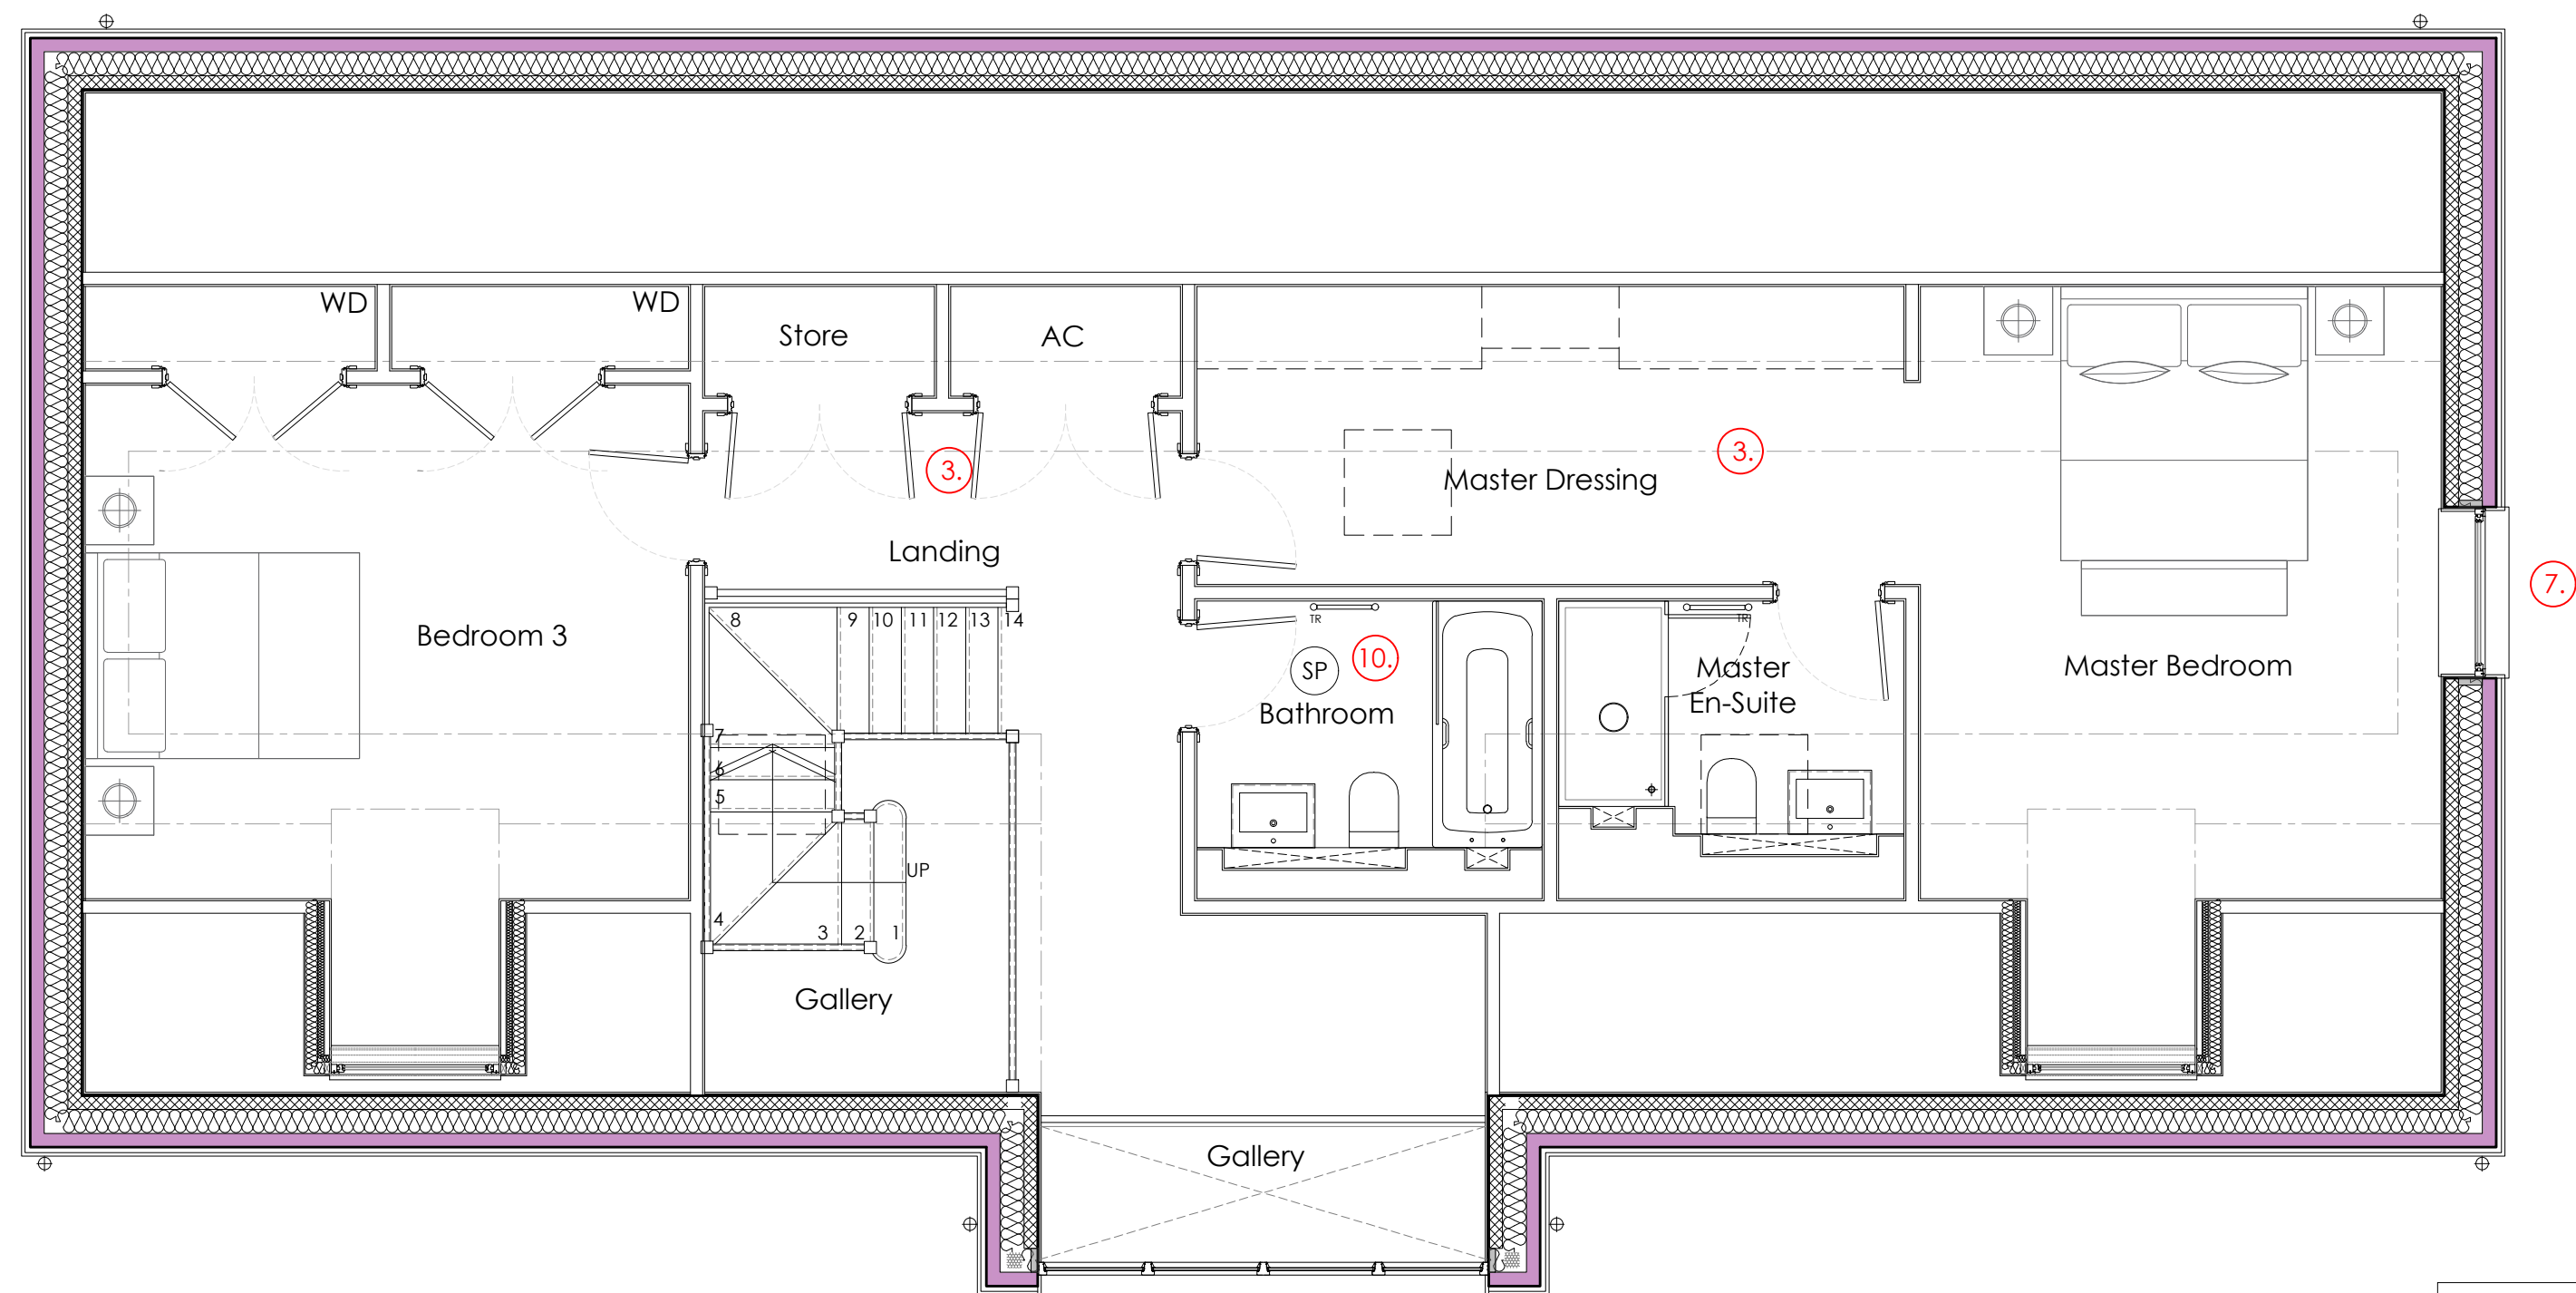 WD
WD
Store
AC
3.
3.
Master Dressing
Landing
7.
8
9
10
11
12
13
14
TR
TR
Bedroom 3
SP
10.
Bathroom
Master
En-Suite
Master Bedroom
7
6
5
UP
4
3
2
1
Gallery
Gallery